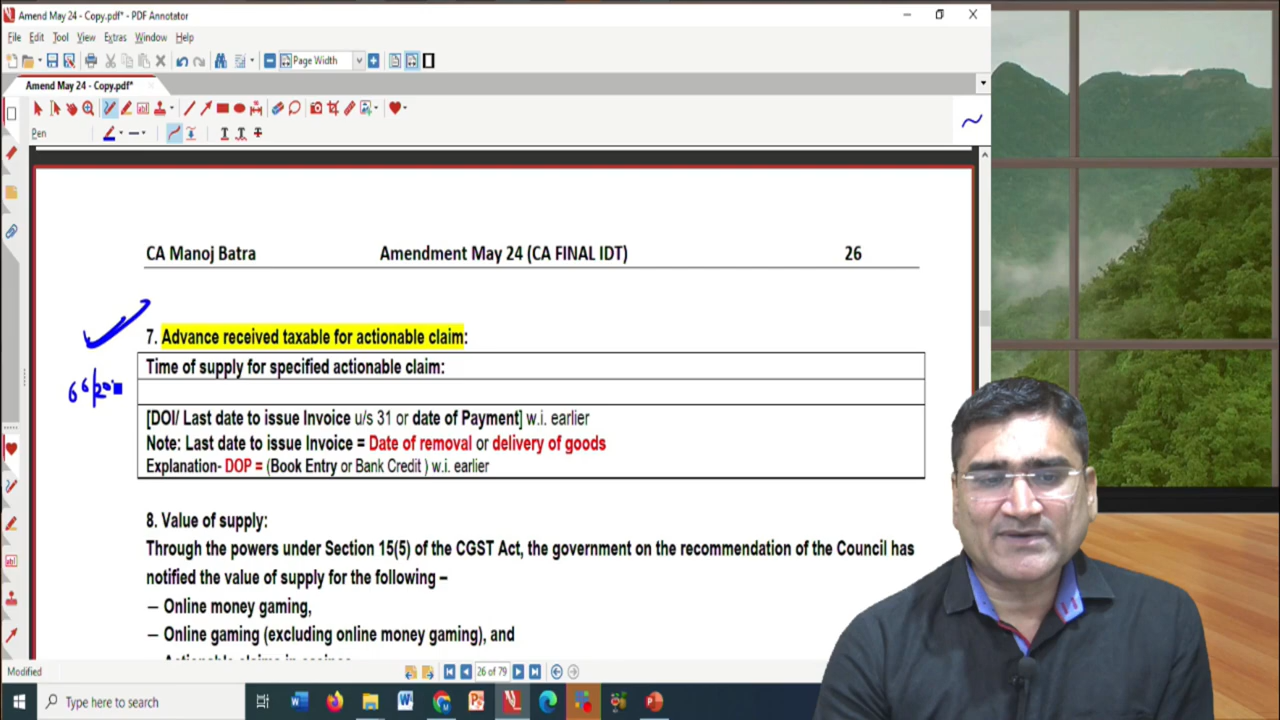 Amend May 24 - Copy.pdf* - PDF Annotator
File Edit Tool View Extras Window Help
Page Width
Amend May 24 - Copy.pdf*
Pen
CA Manoj Batra Amendment May 24 (CA FINAL IDT) 26
7. Advance received taxable for actionable claim:
Time of supply for specified actionable claim:
[DOI/ Last date to issue Invoice u/s 31 or date of Payment] w.i. earlier
Note: Last date to issue Invoice = Date of removal or delivery of goods
Explanation- DOP = (Book Entry or Bank Credit ) w.i. earlier
8. Value of supply:
Through the powers under Section 15(5) of the CGST Act, the government on the recommendation of the Council has
notified the value of supply for the following –
– Online money gaming,
– Online gaming (excluding online money gaming), and
Modified
26 of 79
Type here to search